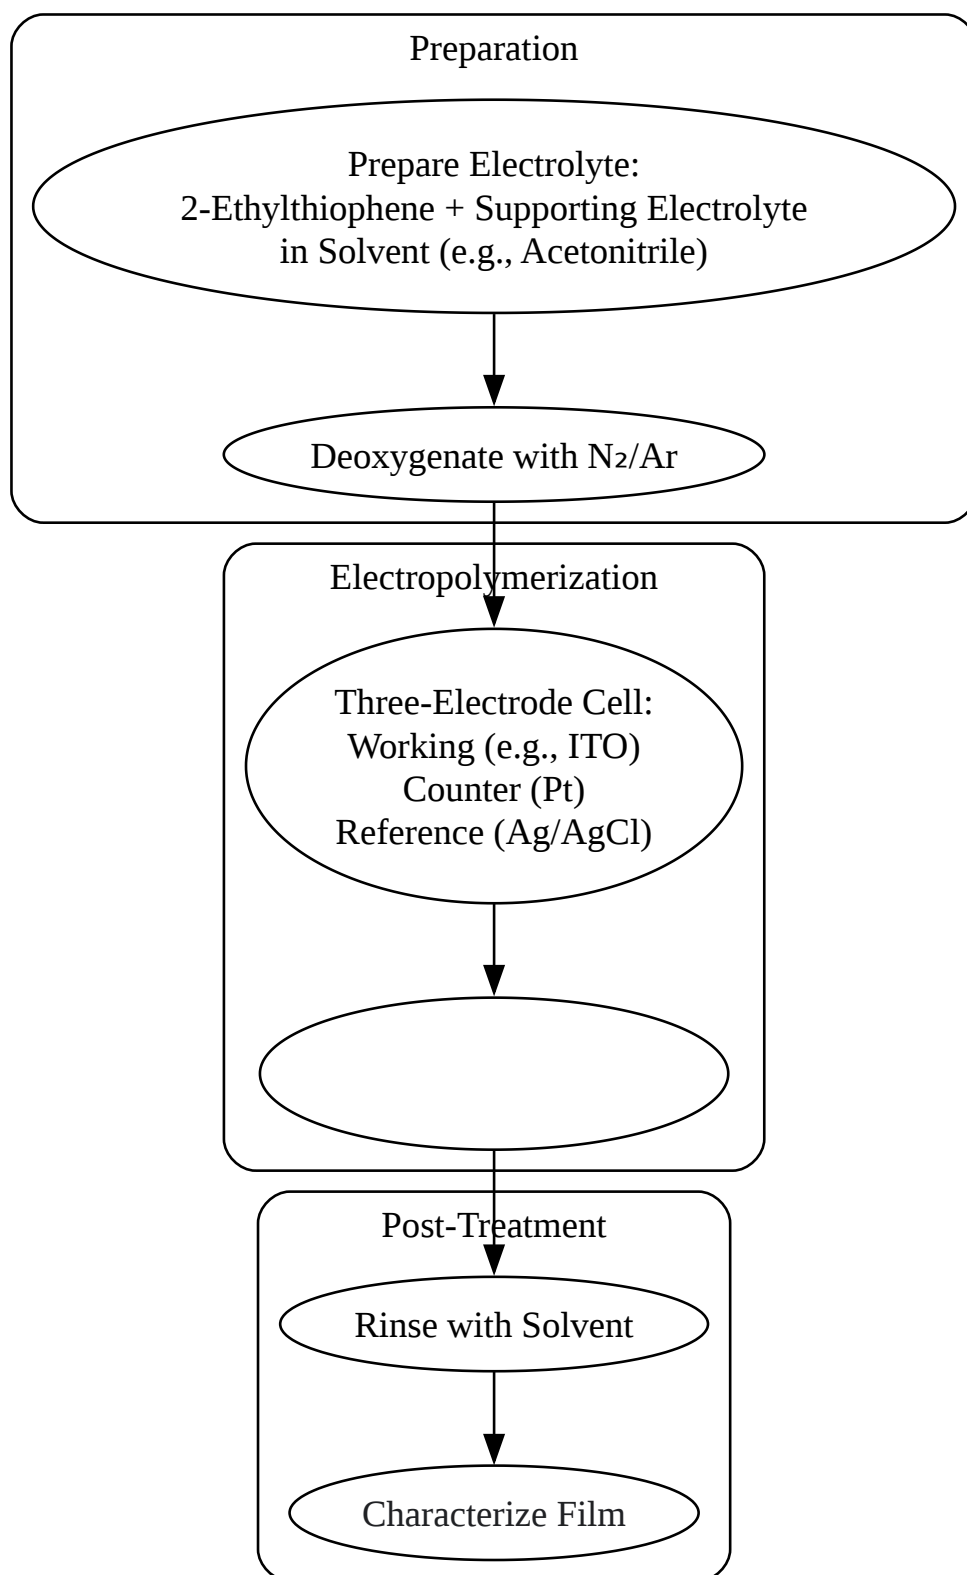 Preparation
Prepare Electrolyte:
2-Ethylthiophene + Supporting Electrolyte
in Solvent (e.g., Acetonitrile)
Deoxygenate with N₂/Ar
Electropolymerization
Three-Electrode Cell:
Working (e.g., ITO)
Counter (Pt)
Reference (Ag/AgCl)
Post-Treatment
Rinse with Solvent
Characterize Film